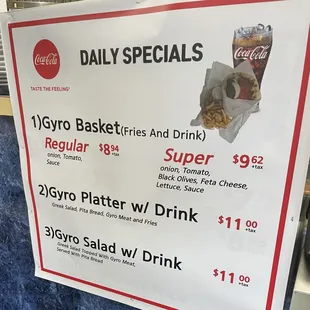 Coca-Cola
DAILY SPECIALS
Coca-Cola
TASTE THE FEELING!
1)Gyro Basket(Fries And Drink)
Regular $8 94 +tax
onion, Tomato,
Sauce
Super $9 62 +tax
onion, Tomato,
Black Olives, Feta Cheese,
Lettuce, Sauce
2)Gyro Platter w/ Drink $11 00 +tax
Greek Salad, Pita Bread, Gyro Meat and Fries
3)Gyro Salad w/ Drink $11 00 +tax
Greek Salad Topped With Gyro Meat,
Served With Pita Bread